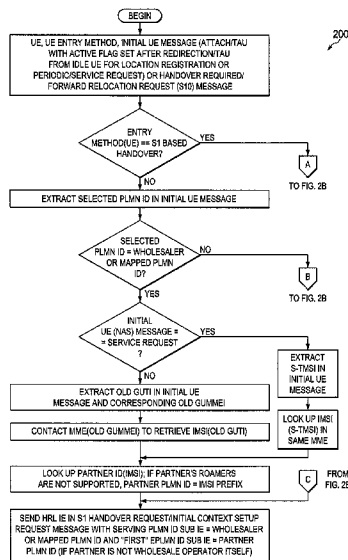 BEGIN
200
UE, UE ENTRY METHOD, INITIAL UE MESSAGE (ATTACH/TAU
WITH ACTIVE FLAG SET AFTER REDIRECTION/TAU
FROM IDLE UE FOR LOCATION REGISTRATION OR
PERIODIC/SERVICE REQUEST) OR HANDOVER REQUIRED/
FORWARD RELOCATION REQUEST (S10) MESSAGE
ENTRY
METHOD(UE) == S1 BASED
HANDOVER?
YES
A
TO FIG. 2B
NO
EXTRACT SELECTED PLMN ID IN INITIAL UE MESSAGE
SELECTED
PLMN ID = WHOLESALER
OR MAPPED PLMN
ID?
NO
B
TO FIG. 2B
YES
INITIAL
UE (NAS) MESSAGE =
= SERVICE REQUEST
?
YES
EXTRACT
S-TMSI IN
INITIAL UE
MESSAGE
NO
EXTRACT OLD GUTI IN INITIAL UE
MESSAGE AND CORRESPONDING OLD GUMMEI
LOOK UP IMSI
(S-TMSI) IN
SAME MME
CONTACT MME(OLD GUMMEI) TO RETRIEVE IMSI(OLD GUTI)
LOOK UP PARTNER ID(IMSI); IF PARTNER'S ROAMERS
ARE NOT SUPPORTED, PARTNER PLMN ID = IMSI PREFIX
C
FROM
FIG. 2B
SEND HRL IE IN S1 HANDOVER REQUEST/INITIAL CONTEXT SETUP
REQUEST MESSAGE WITH SERVING PLMN ID SUB IE = WHOLESALER
OR MAPPED PLMN ID AND "FIRST" EPLMN ID SUB IE = PARTNER
PLMN ID (IF PARTNER IS NOT WHOLESALE OPERATOR ITSELF)